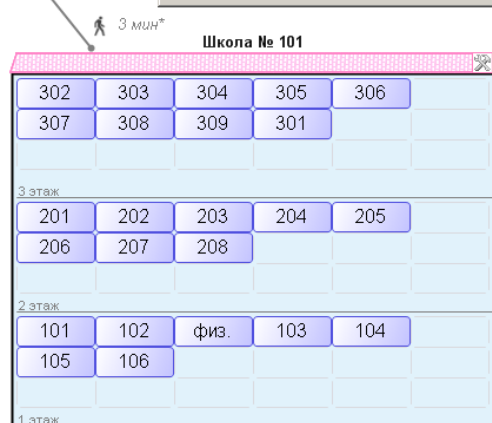 3 мин*
Школа № 101
302 303 304 305 306
307 308 309 301
3 этаж
201 202 203 204 205
206 207 208
2 этаж
101 102 физ. 103 104
105 106
1 этаж